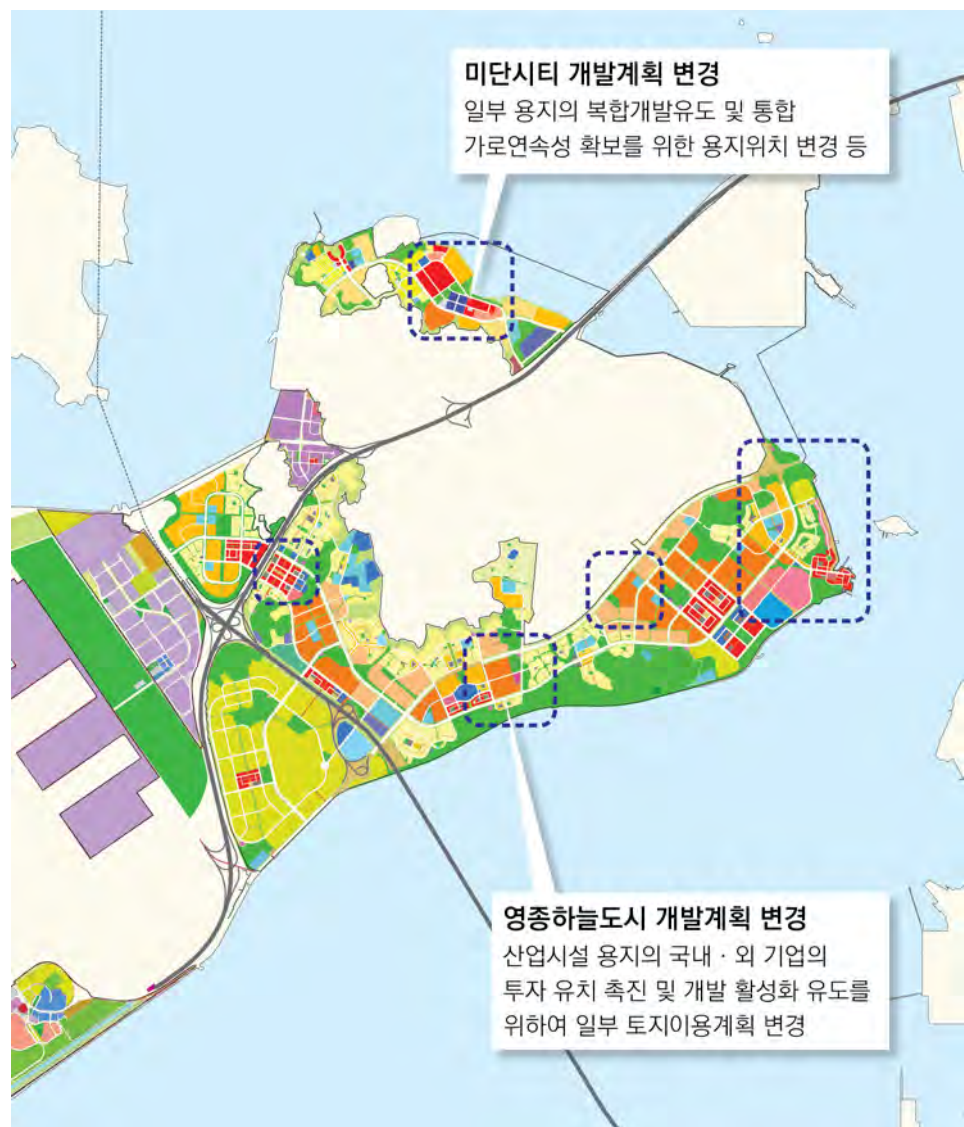 미단시티 개발계획 변경
일부 용지의 복합개발유도 및 통합
가로연속성 확보를 위한 용지위치 변경 등
영종하늘도시 개발계획 변경
산업시설 용지의 국내 · 외 기업의
투자 유치 촉진 및 개발 활성화 유도를
위하여 일부 토지이용계획 변경